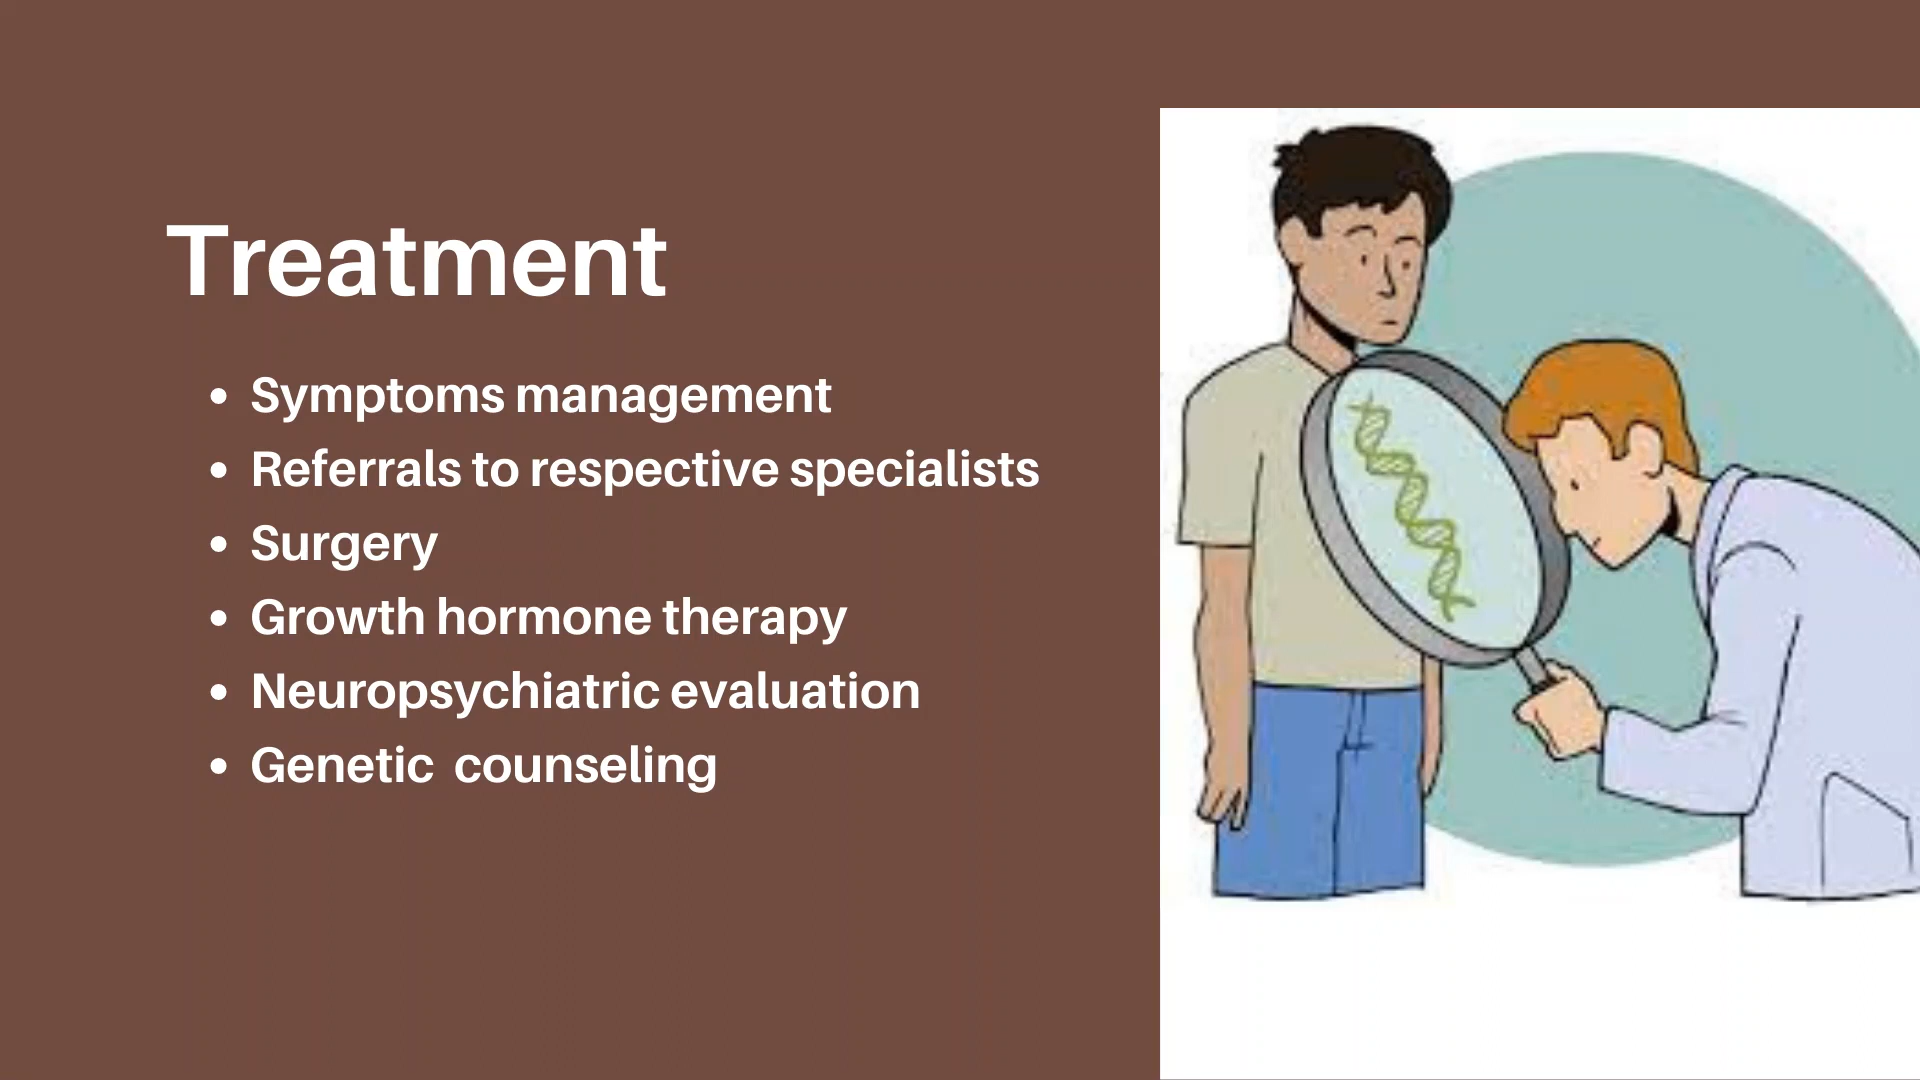 Treatment
• Symptoms management
• Referrals to respective specialists
• Surgery
• Growth hormone therapy
• Neuropsychiatric evaluation
• Genetic  counseling